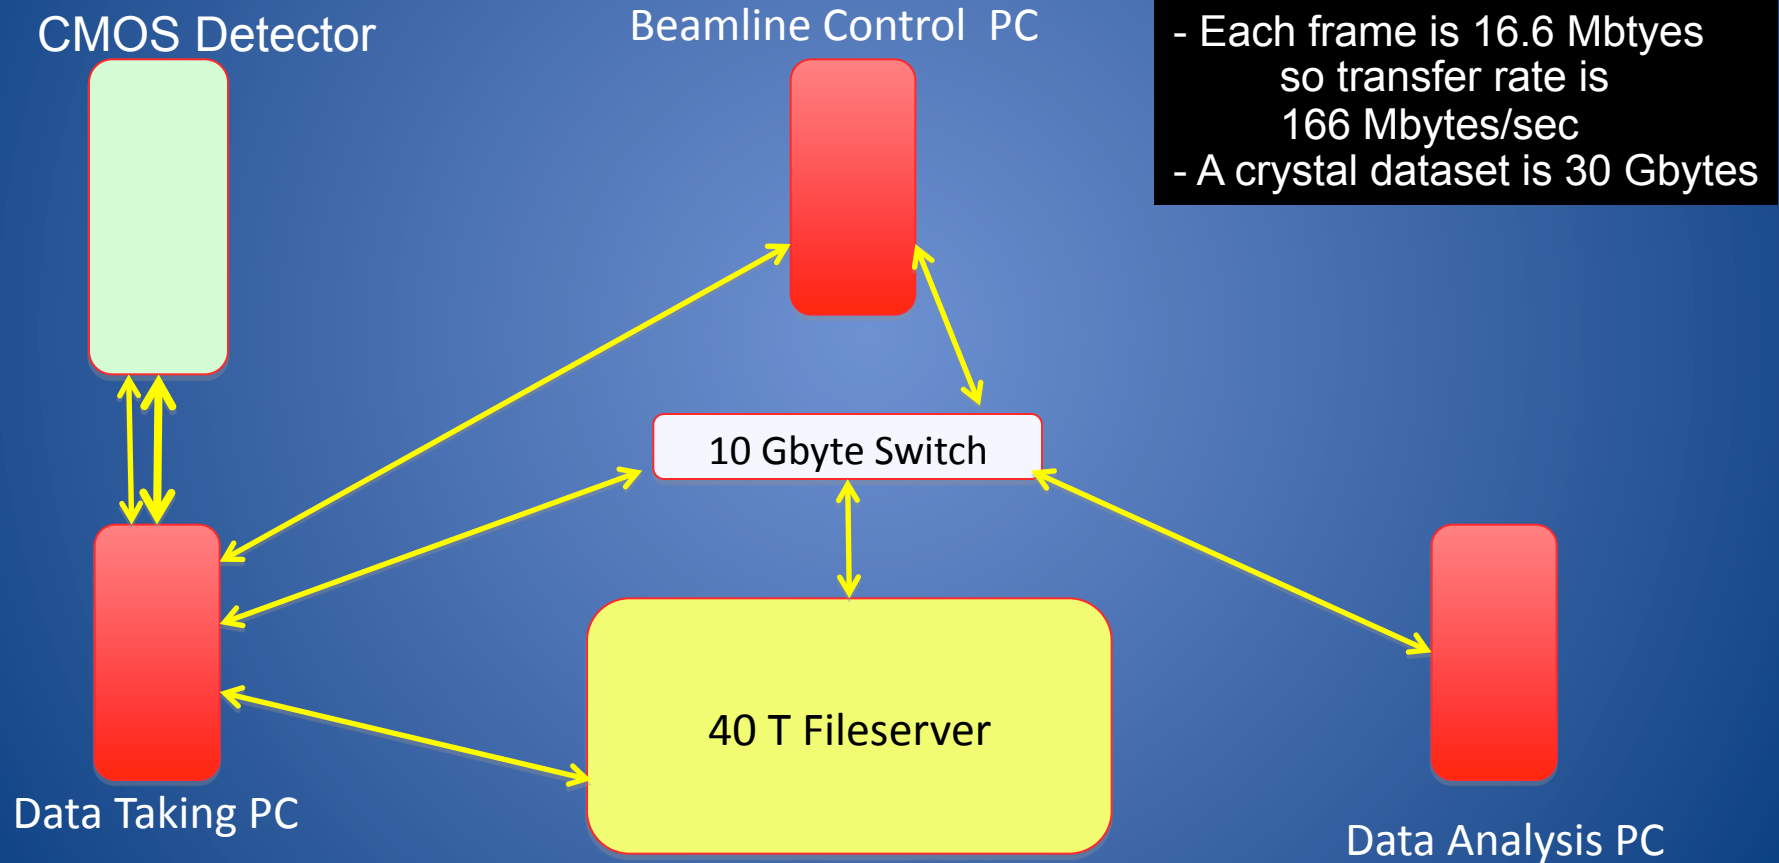 CMOS Detector
Beamline Control PC
- Each frame is 16.6 Mbtyes
so transfer rate is
166 Mbytes/sec
- A crystal dataset is 30 Gbytes
10 Gbyte Switch
40 T Fileserver
Data Taking PC
Data Analysis PC